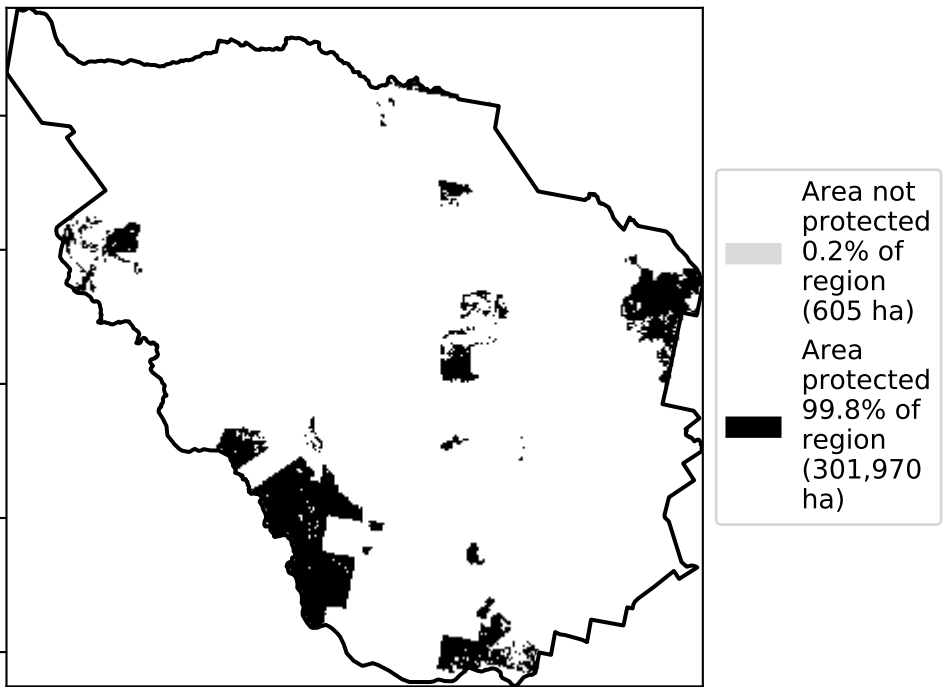 Area not
protected
0.2% of
region
(605 ha)
Area
protected
99.8% of
region
(301,970
ha)